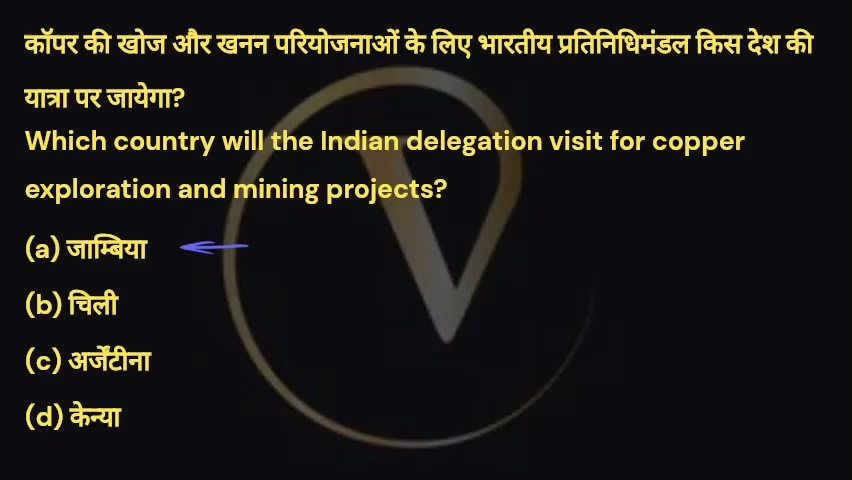 कॉपर की खोज और खनन परियोजनाओं के लिए भारतीय प्रतिनिधिमंडल किस देश की
यात्रा पर जायेगा?
Which country will the Indian delegation visit for copper
exploration and mining projects?
(a) जाम्बिया
(b) चिली
(c) अर्जेंटीना
(d) केन्या